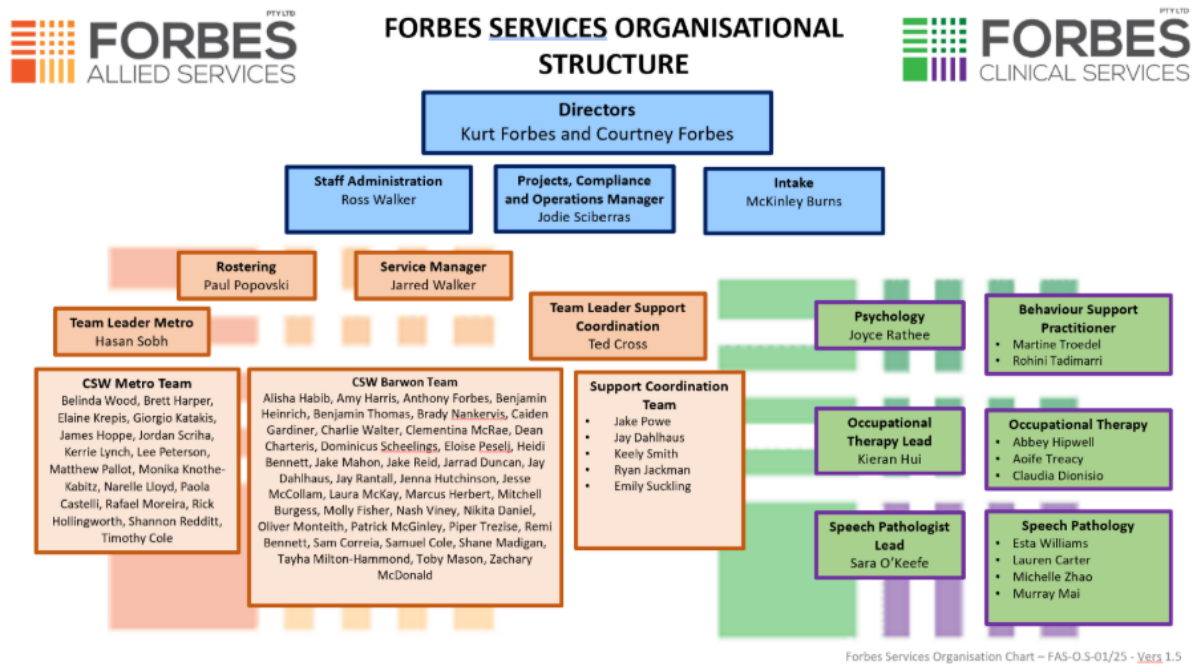 PTY LTD
FORBES
ALLIED SERVICES
FORBES SERVICES ORGANISATIONAL
STRUCTURE
PTY LTD
FORBES
CLINICAL SERVICES
Directors
Kurt Forbes and Courtney Forbes
Staff Administration
Ross Walker
Projects, Compliance
and Operations Manager
Jodie Sciberras
Intake
McKinley Burns
Rostering
Paul Popovski
Service Manager
Jarred Walker
Team Leader Metro
Hasan Sobh
Team Leader Support
Coordination
Ted Cross
CSW Metro Team
Belinda Wood, Brett Harper,
Elaine Krepis, Giorgio Katakis,
James Hoppe, Jordan Scriha,
Kerrie Lynch, Lee Peterson,
Matthew Pallot, Monika Knothe-
Kabitz, Narelle Lloyd, Paola
Castelli, Rafael Moreira, Rick
Hollingworth, Shannon Redditt,
Timothy Cole
CSW Barwon Team
Alisha Habib, Amy Harris, Anthony Forbes, Benjamin
Heinrich, Benjamin Thomas, Brady Nankervis, Caiden
Gardiner, Charlie Walter, Clementina McRae, Dean
Charteris, Dominicus Scheelings, Eloise Peselj, Heidi
Bennett, Jake Mahon, Jake Reid, Jarrad Duncan, Jay
Dahlhaus, Jay Rantall, Jenna Hutchinson, Jesse
McCollam, Laura McKay, Marcus Herbert, Mitchell
Burgess, Molly Fisher, Nash Viney, Nikita Daniel,
Oliver Monteith, Patrick McGinley, Piper Trezise, Remi
Bennett, Sam Correia, Samuel Cole, Shane Madigan,
Tayha Milton-Hammond, Toby Mason, Zachary
McDonald
Support Coordination
Team
• Jake Powe
• Jay Dahlhaus
• Keely Smith
• Ryan Jackman
• Emily Suckling
Psychology
Joyce Rathee
Behaviour Support
Practitioner
• Martine Troedel
• Rohini Tadimarri
Occupational
Therapy Lead
Kieran Hui
Occupational Therapy
• Abbey Hipwell
• Aoife Treacy
• Claudia Dionisio
Speech Pathologist
Lead
Sara O'Keefe
Speech Pathology
• Esta Williams
• Lauren Carter
• Michelle Zhao
• Murray Mai
Forbes Services Organisation Chart – FAS-O.S-01/25 - Vers 1.5